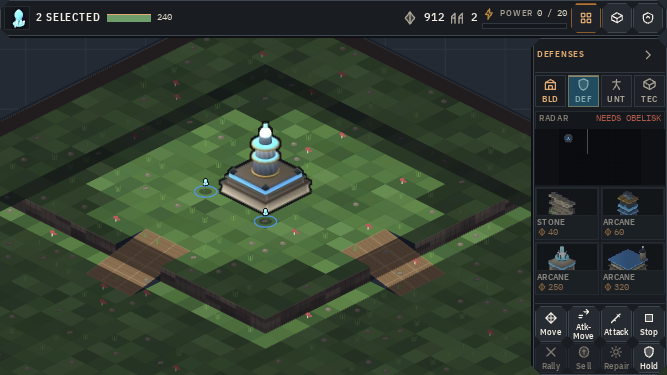 2 SELECTED 240
912 2 POWER 0 / 20
DEFENSES
BLD DEF UNT TEC
RADAR NEEDS OBELISK
STONE ARCANE
40 60
ARCANE ARCANE
250 320
Move Atk-Move Attack Stop
Rally Sell Repair Hold